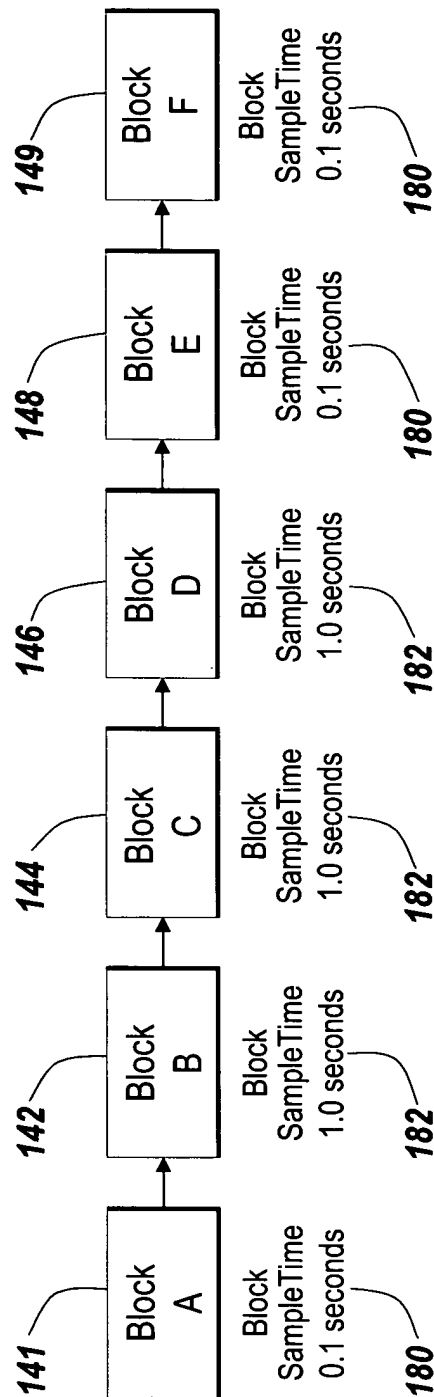 141
142
144
146
148
149
Block
A
Block
B
Block
C
Block
D
Block
E
Block
F
Block
SampleTime
0.1 seconds
Block
SampleTime
1.0 seconds
Block
SampleTime
1.0 seconds
Block
SampleTime
1.0 seconds
Block
SampleTime
0.1 seconds
Block
SampleTime
0.1 seconds
180
182
182
182
180
180